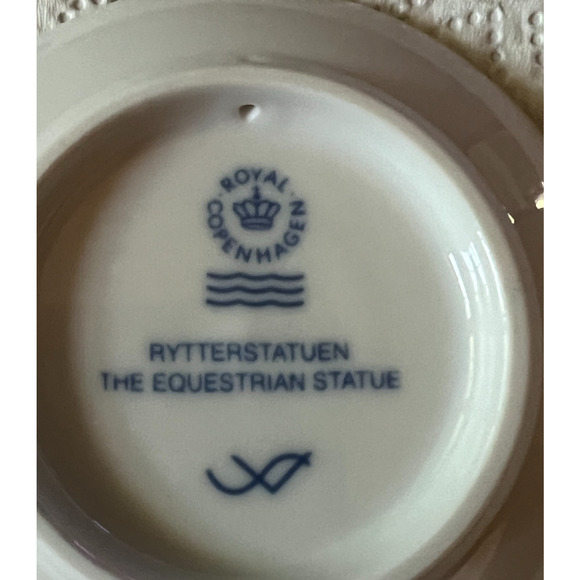 ROYAL
COPENHAGEN
RYTTERSTATUEN
THE EQUESTRIAN STATUE